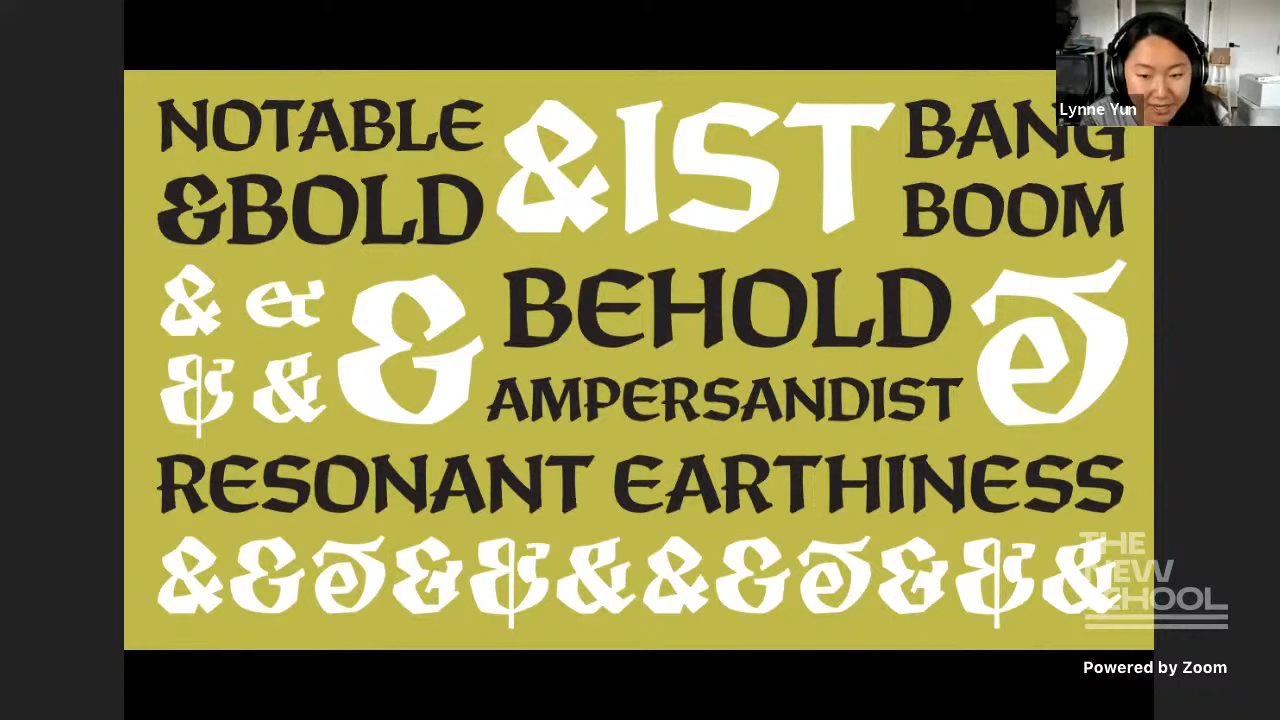 NOTABLE
&BOLD
&IST
BANG
BOOM
Lynne Yun
& &
& &
&
BEHOLD
AMPERSANDIST
&
RESONANT EARTHINESS
& & & & & & & & & & & &
THE
NEW
SCHOOL
Powered by Zoom